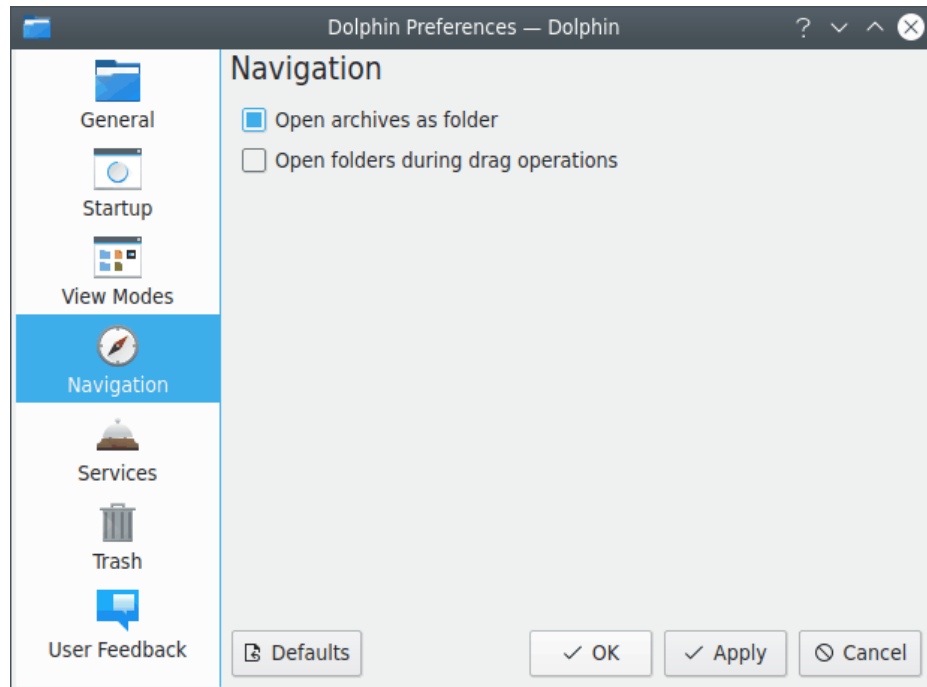 Dolphin Preferences — Dolphin
General
Startup
View Modes
Navigation
Services
Trash
User Feedback
Navigation
Open archives as folder
Open folders during drag operations
Defaults
OK
Apply
Cancel